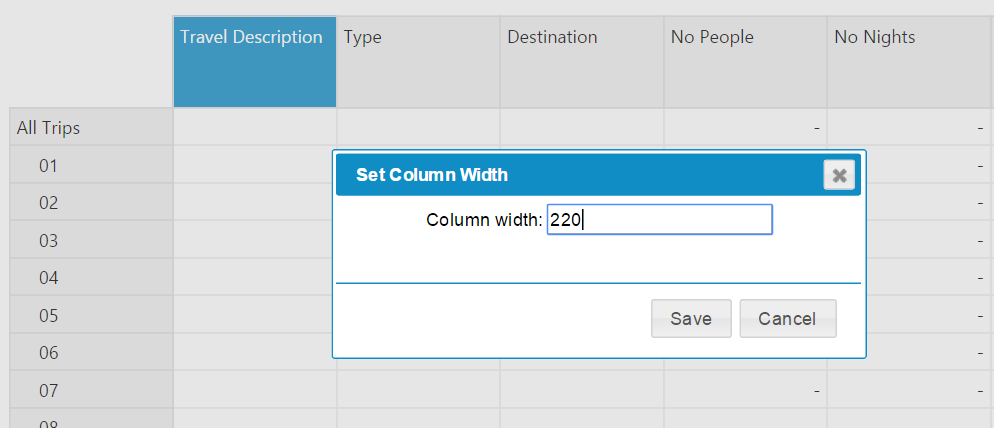 Travel Description Type Destination No People No Nights
All Trips - -
01 -
02 -
03 -
04 -
05 -
06 -
07 - -
08
Set Column Width
Column width: 220
Save Cancel